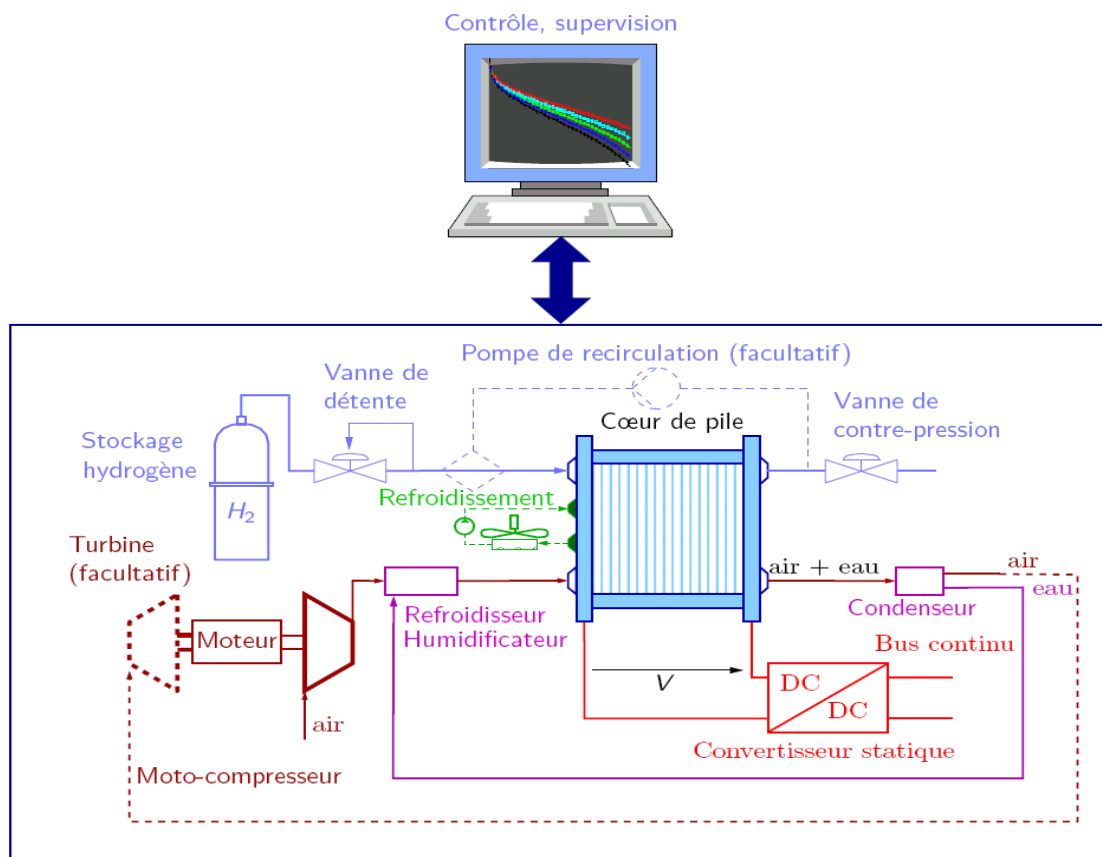 Contrôle, supervision
Pompe de recirculation (facultatif)
Vanne de
détente
Cœur de pile
Vanne de
contre-pression
Stockage
hydrogène
H2
Refroidissement
Turbine
(facultatif)
air + eau
air
eau
Refroidisseur
Humidificateur
Condenseur
Moteur
Bus continu
V
DC
DC
air
Convertisseur statique
Moto-compresseur